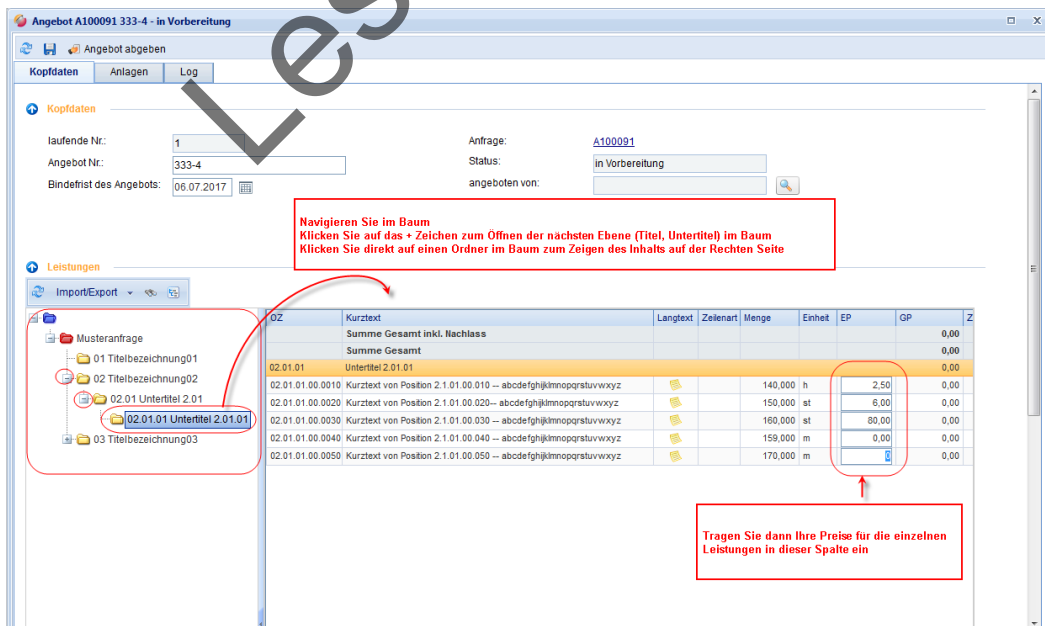 Angebot A100091 333-4 - in Vorbereitung
Angebot abgeben
Kopfdaten Anlagen Log
Kopfdaten
laufende Nr.: 1 Anfrage: A100091
Angebot Nr.: 333-4 Status: in Vorbereitung
Bindefrist des Angebots: 06.07.2017 angeboten von:
Navigieren Sie im Baum
Klicken Sie auf das + Zeichen zum Öffnen der nächsten Ebene (Titel, Untertitel) im Baum
Klicken Sie direkt auf einen Ordner im Baum zum Zeigen des Inhalts auf der Rechten Seite
Leistungen
Import/Export
Musteranfrage
01 Titelbezeichnung01
02 Titelbezeichnung02
02.01 Untertitel 2.01
02.01.01 Untertitel 2.01.01
03 Titelbezeichnung03
OZ Kurztext Langtext Zeilenart Menge Einheit EP GP Z
Summe Gesamt inkl. Nachlass 0,00
Summe Gesamt 0,00
02.01.01 Untertitel 2.01.01 0,00
02.01.01.00.0010 Kurztext von Position 2.1.01.00.010 -- abcdefghijklmnopqrstuvwxyz 140,000 h 2,50 0,00
02.01.01.00.0020 Kurztext von Position 2.1.01.00.020-- abcdefghijklmnopqrstuvwxyz 150,000 st 6,00 0,00
02.01.01.00.0030 Kurztext von Position 2.1.01.00.030 -- abcdefghijklmnopqrstuvwxyz 160,000 st 80,00 0,00
02.01.01.00.0040 Kurztext von Position 2.1.01.00.040 -- abcdefghijklmnopqrstuvwxyz 159,000 m 0,00 0,00
02.01.01.00.0050 Kurztext von Position 2.1.01.00.050 -- abcdefghijklmnopqrstuvwxyz 170,000 m 0 0,00
Tragen Sie dann Ihre Preise für die einzelnen
Leistungen in dieser Spalte ein
Les